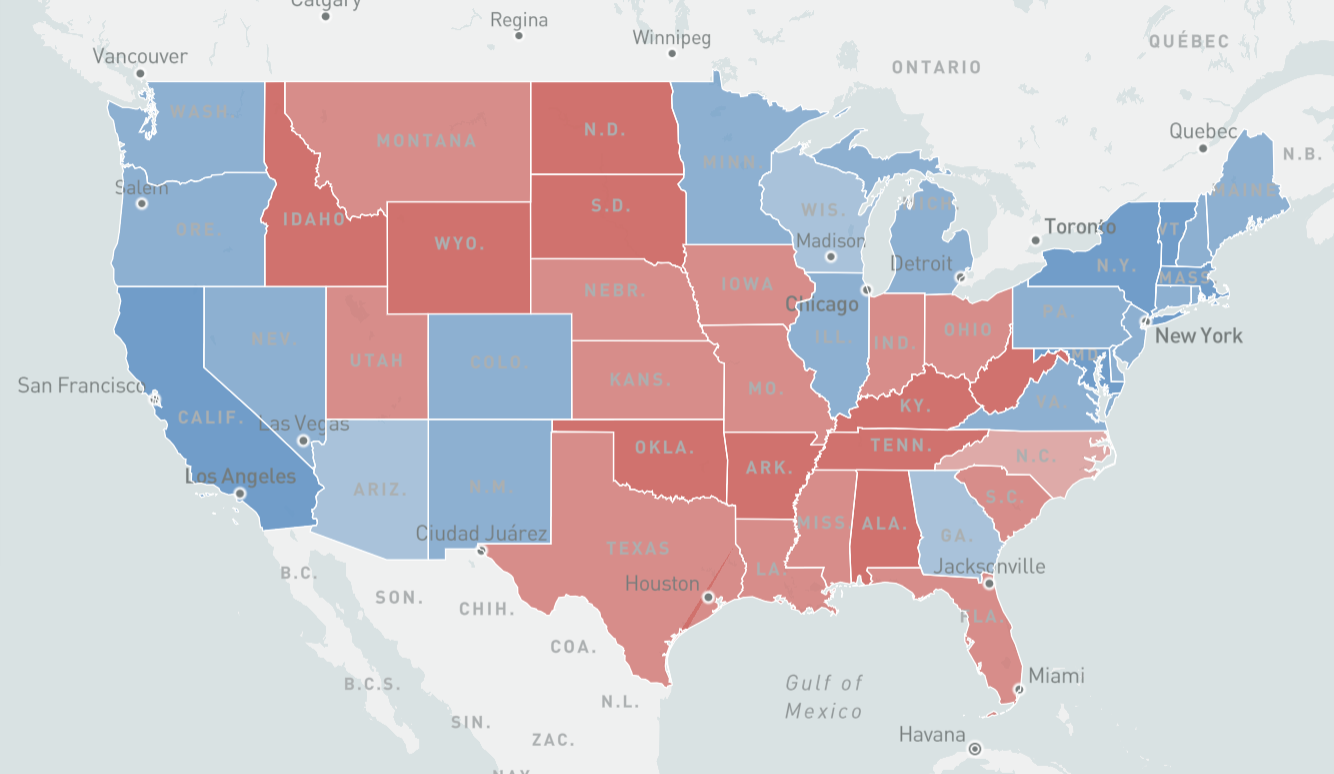 Calgary
Regina
Winnipeg
Vancouver
QUÉBEC
ONTARIO
Quebec
N.B.
WASH.
MONTANA
N.D.
MINN.
MAINE
Salem
ORE.
IDAHO
S.D.
WIS.
MICH.
VT.
Toronto
WYO.
Madison
Detroit
N.Y.
MASS.
NEBR.
IOWA
Chicago
PA.
New York
NEV.
UTAH
COLO.
ILL.
IND.
OHIO
MD.
San Francisco
KANS.
MO.
CALIF.
Las Vegas
KY.
VA.
OKLA.
TENN.
N.C.
Los Angeles
ARIZ.
N.M.
ARK.
S.C.
Ciudad Juárez
MISS.
ALA.
GA.
TEXAS
B.C.
SON.
CHIH.
Houston
LA.
Jacksonville
FLA.
COA.
B.C.S.
N.L.
Gulf of
Mexico
Miami
SIN.
ZAC.
Havana
NAY.